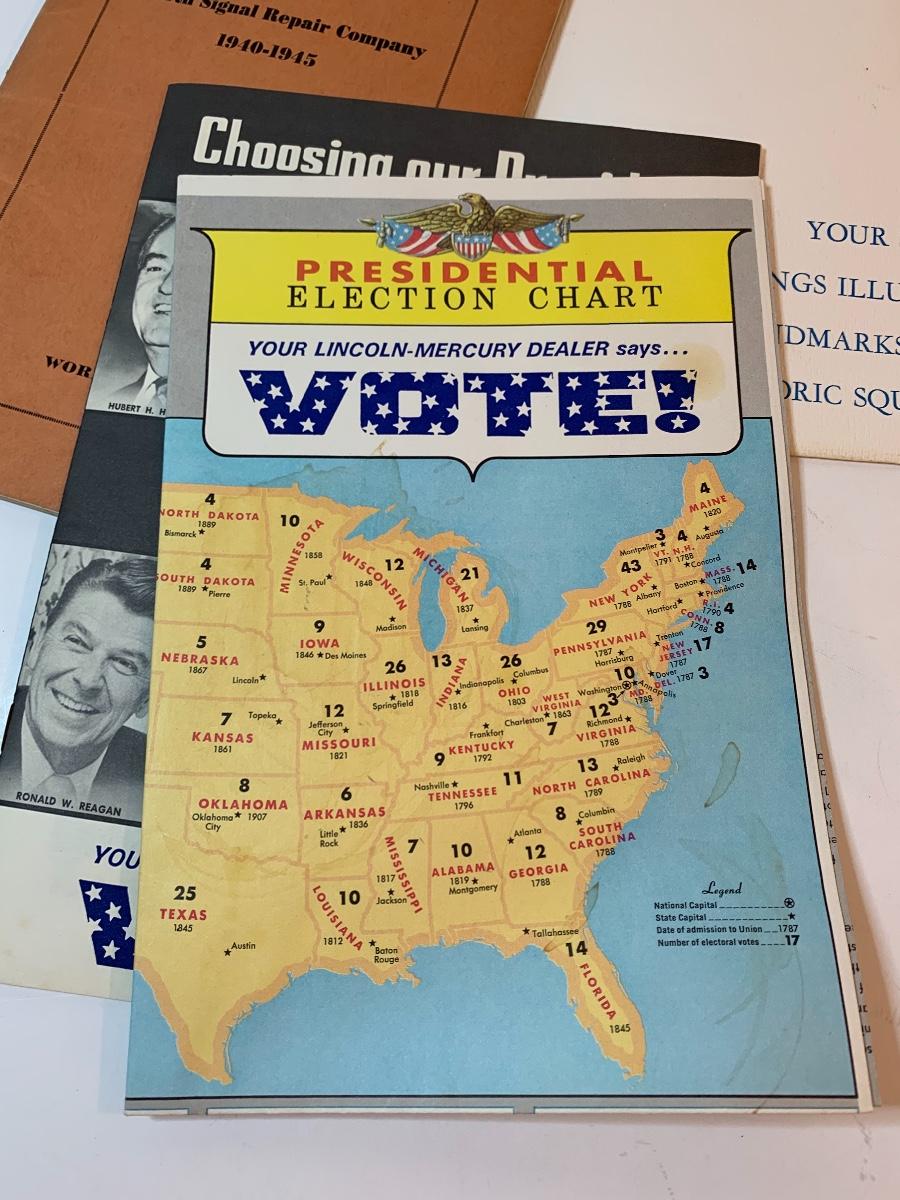 Signal Repair Company
1940-1945
Choosing our
HUBERT H. H
RONALD W. REAGAN
YOU
V
YOUR
NGS ILLU
DMARKS
ORIC SQU
PRESIDENTIAL
ELECTION CHART
YOUR LINCOLN-MERCURY DEALER says...
VOTE!
4
NORTH DAKOTA
1889
Bismarck
10
MINNESOTA
1858
St. Paul
WISCONSIN
12
1848
Madison
MICHIGAN
21
1837
Lansing
4
MAINE
1820
Augusta
3
Montpelier
VT.
1791
4
N.H.
1788
Concord
MASS. 14
1788
Boston
Providence
R.I. 4
1790
CONN. 8
1788
Hartford
43
NEW YORK
1788
Albany
4
SOUTH DAKOTA
1889
Pierre
9
IOWA
1846
Des Moines
5
NEBRASKA
1867
Lincoln
26
ILLINOIS
1818
Springfield
13
INDIANA
Indianapolis
1816
26
Columbus
OHIO
1803
29
PENNSYLVANIA
1787
Harrisburg
Trenton
NEW
JERSEY 17
1787
Dover
DEL. 1787 3
10
Washington
Annapolis
MD.
1788
3
WEST
VIRGINIA
Charleston
1863
7
12
Richmond
VIRGINIA
1788
7
Topeka
KANSAS
1861
12
Jefferson
City
MISSOURI
1821
Frankfort
9
KENTUCKY
1792
Nashville
11
TENNESSEE
1796
13
Raleigh
NORTH CAROLINA
1789
8
OKLAHOMA
Oklahoma
City
1907
6
ARKANSAS
1836
Little
Rock
MISSISSIPPI
7
1817
Jackson
10
ALABAMA
1819
Montgomery
Atlanta
12
GEORGIA
1788
8
Columbin
SOUTH
CAROLINA
1788
25
TEXAS
1845
Austin
10
LOUISIANA
1812
Baton
Rouge
Tallahassee
14
FLORIDA
1845
Legend
National Capital
State Capital
Date of admission to Union 1787
Number of electoral votes 17
WOR